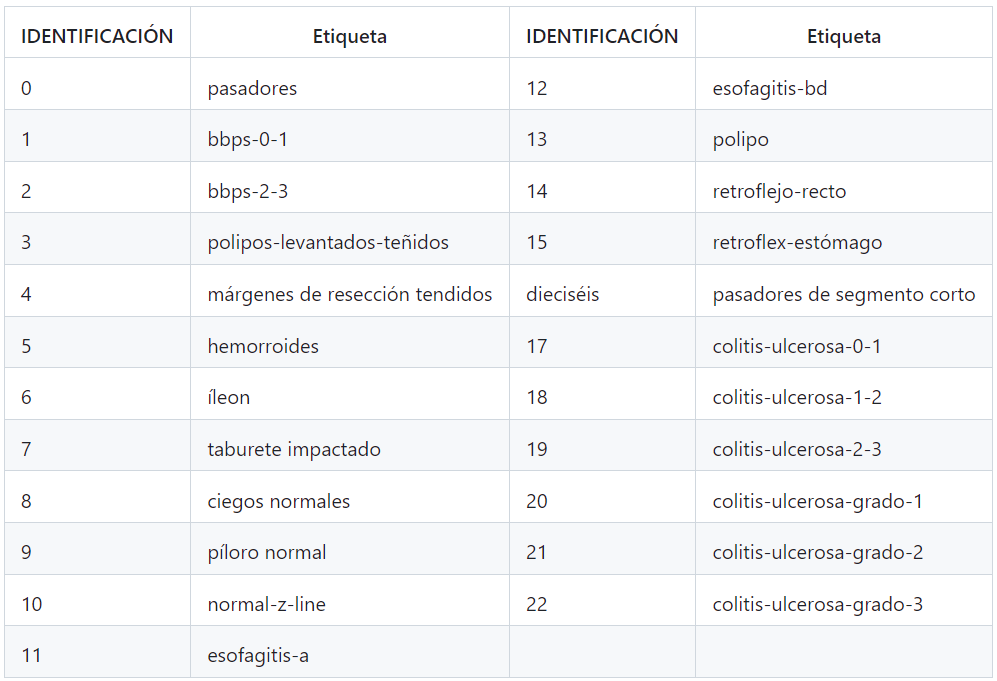 IDENTIFICACIÓN Etiqueta IDENTIFICACIÓN Etiqueta
0 pasadores 12 esofagitis-bd
1 bbps-0-1 13 polipo
2 bbps-2-3 14 retroflejo-recto
3 polipos-levantados-teñidos 15 retroflex-estómago
4 márgenes de resección tendidos dieciséis pasadores de segmento corto
5 hemorroides 17 colitis-ulcerosa-0-1
6 íleon 18 colitis-ulcerosa-1-2
7 taburete impactado 19 colitis-ulcerosa-2-3
8 ciegos normales 20 colitis-ulcerosa-grado-1
9 píloro normal 21 colitis-ulcerosa-grado-2
10 normal-z-line 22 colitis-ulcerosa-grado-3
11 esofagitis-a